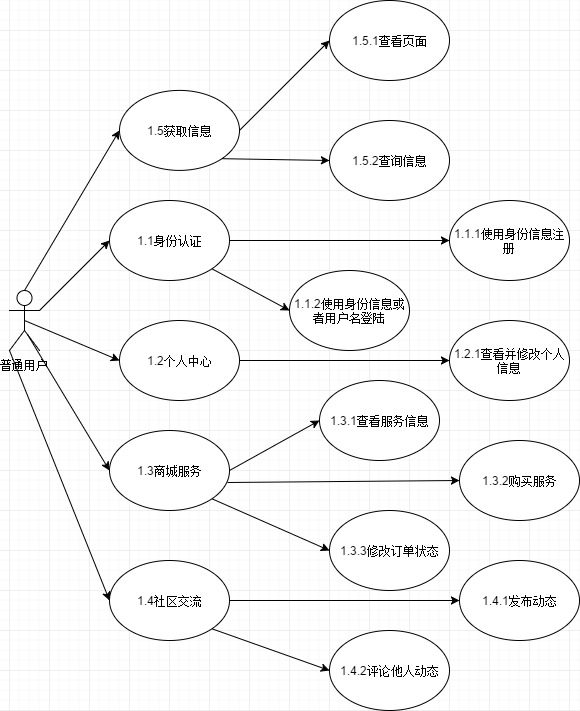 1.5.1查看页面
1.5获取信息
1.5.2查询信息
1.1身份认证
1.1.1使用身份信息注
册
1.1.2使用身份信息或
者用户名登陆
普通用户
1.2个人中心
1.2.1查看并修改个人
信息
1.3.1查看服务信息
1.3商城服务
1.3.2购买服务
1.3.3修改订单状态
1.4社区交流
1.4.1发布动态
1.4.2评论他人动态